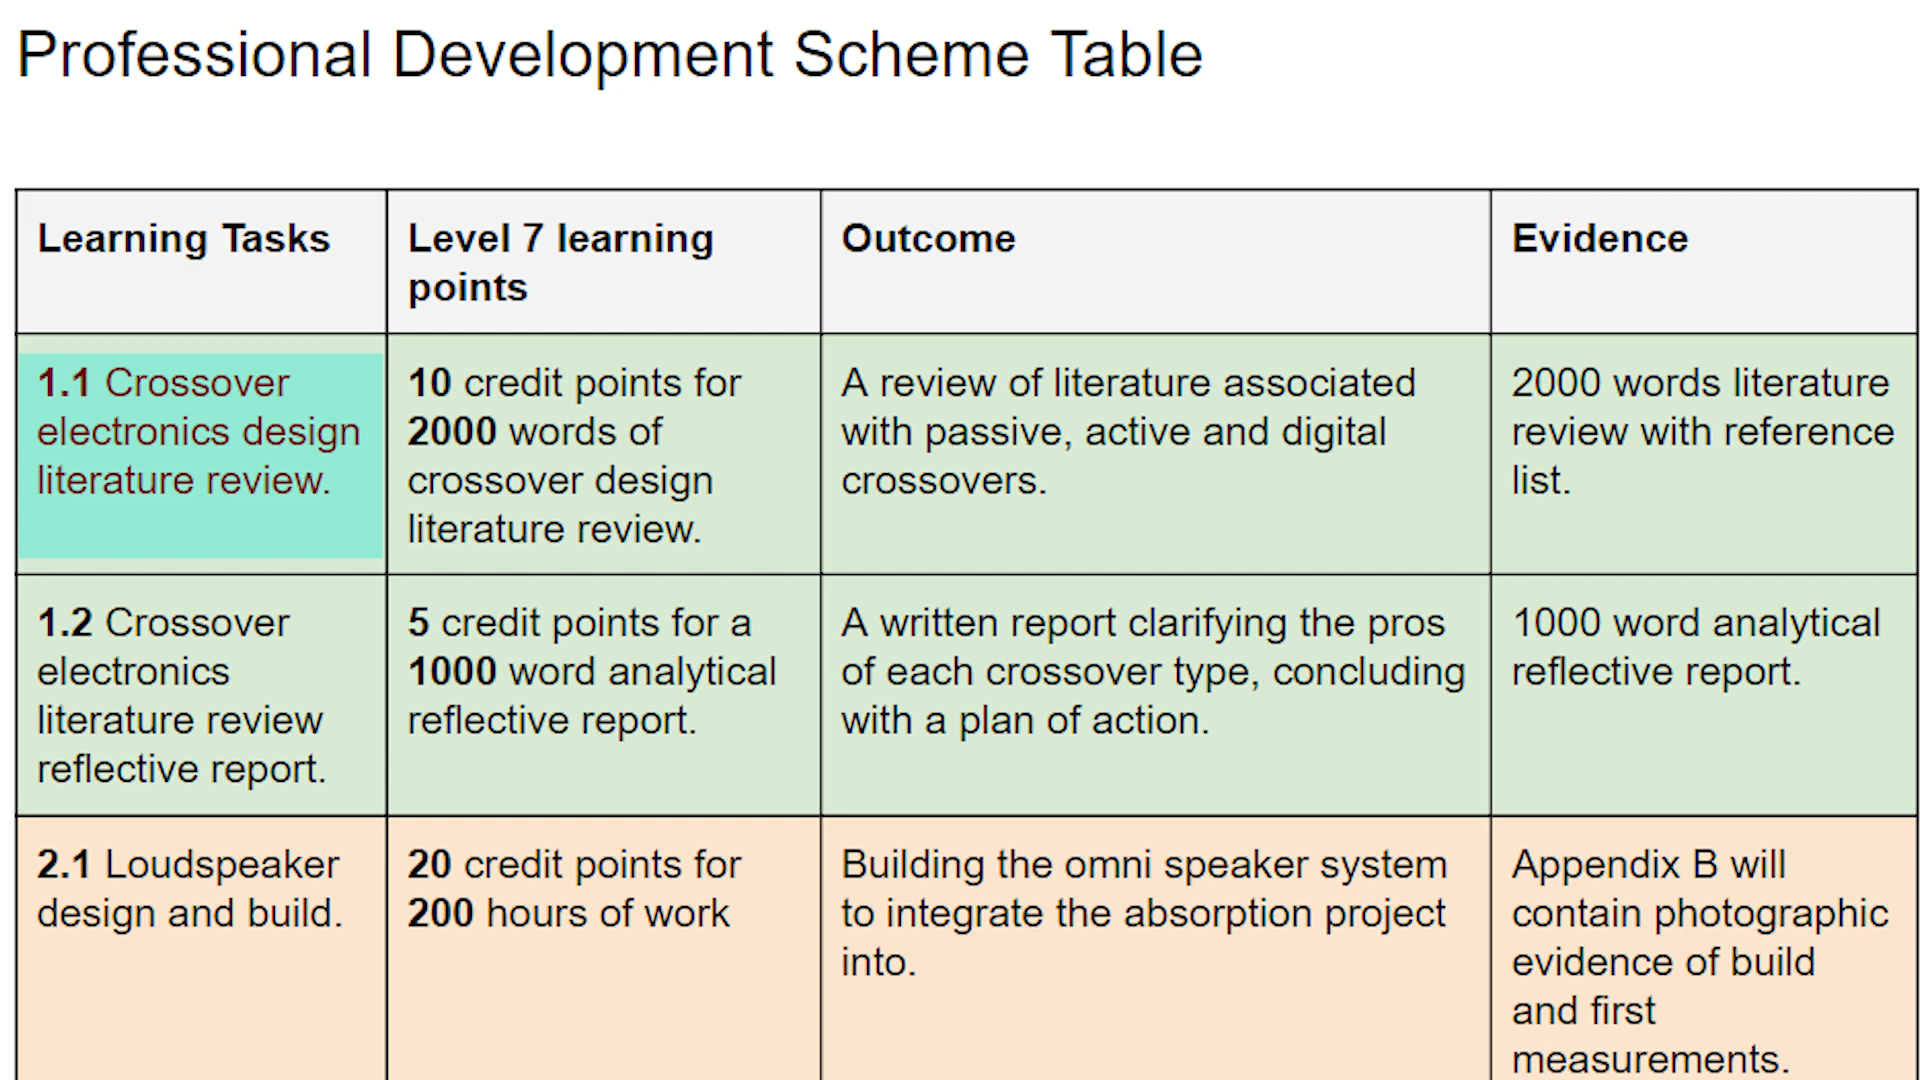 Professional Development Scheme Table
Learning Tasks
Level 7 learning
points
Outcome
Evidence
1.1 Crossover
electronics design
literature review.
10 credit points for
2000 words of
crossover design
literature review.
A review of literature associated
with passive, active and digital
crossovers.
2000 words literature
review with reference
list.
1.2 Crossover
electronics
literature review
reflective report.
5 credit points for a
1000 word analytical
reflective report.
A written report clarifying the pros
of each crossover type, concluding
with a plan of action.
1000 word analytical
reflective report.
2.1 Loudspeaker
design and build.
20 credit points for
200 hours of work
Building the omni speaker system
to integrate the absorption project
into.
Appendix B will
contain photographic
evidence of build
and first
measurements.